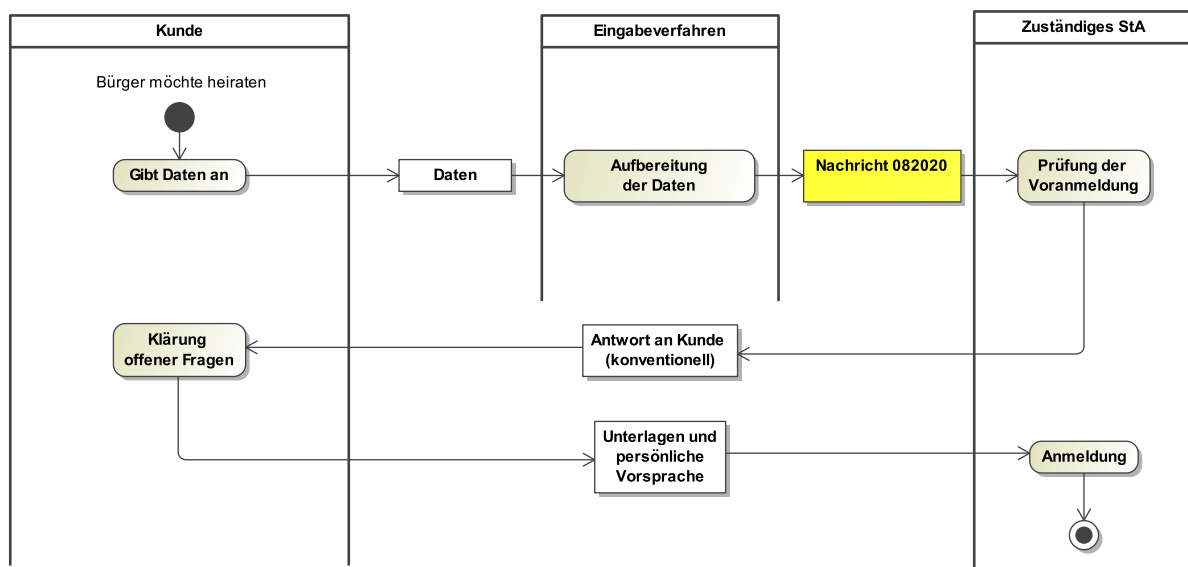 Kunde
Eingabeverfahren
Zuständiges StA
Bürger möchte heiraten
Gibt Daten an
Daten
Aufbereitung
der Daten
Nachricht 082020
Prüfung der
Voranmeldung
Klärung
offener Fragen
Antwort an Kunde
(konventionell)
Unterlagen und
persönliche
Vorsprache
Anmeldung